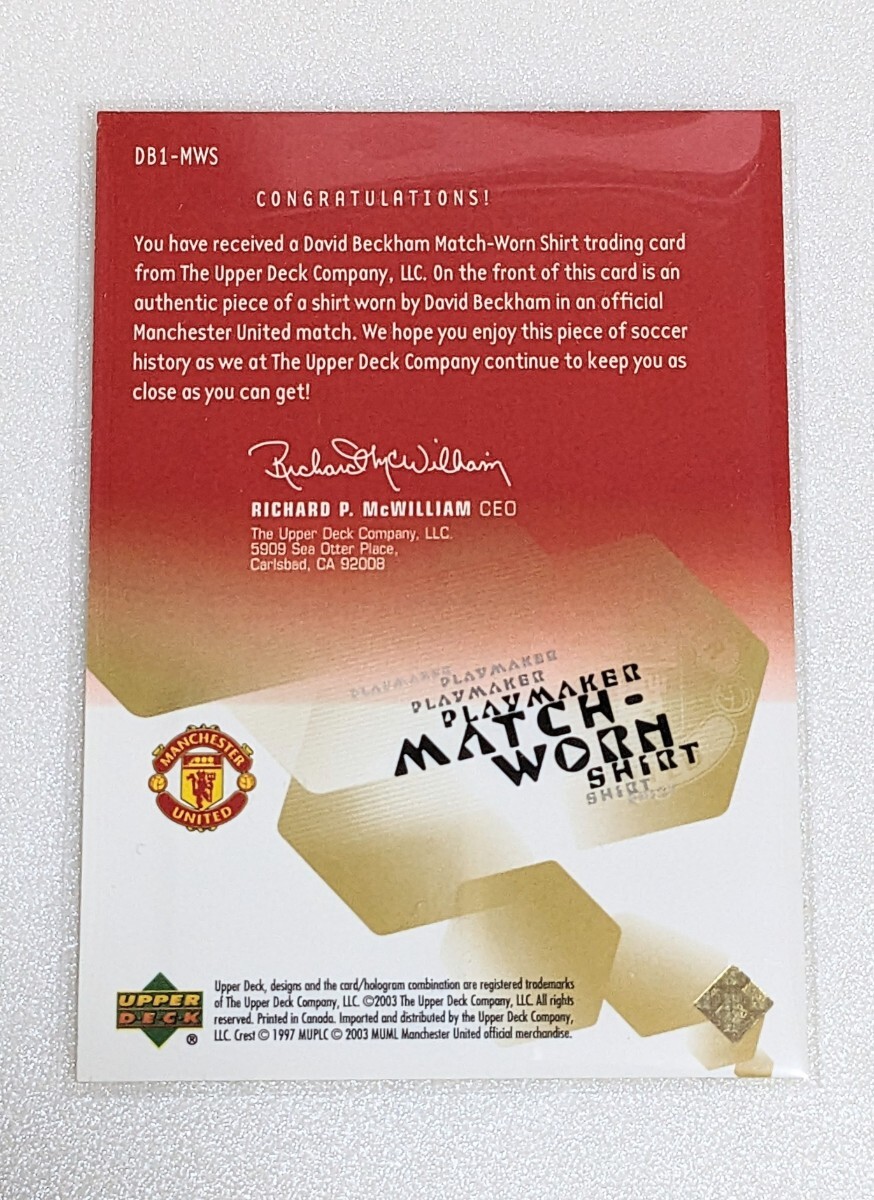 DB1-MWS
CONGRATULATIONS!
You have received a David Beckham Match-Worn Shirt trading card
from The Upper Deck Company, LLC. On the front of this card is an
authentic piece of a shirt worn by David Beckham in an official
Manchester United match. We hope you enjoy this piece of soccer
history as we at The Upper Deck Company continue to keep you as
close as you can get!
Richard McWilliam
RICHARD P. McWILLIAM CEO
The Upper Deck Company, LLC.
5909 Sea Otter Place,
Carlsbad, CA 92008
PLAYMAKER
PLAYMAKER
PLAYMAKER
PLAYMAKER
MATCH-
WORN
SHIRT
SHIRT
MANCHESTER
UNITED
UPPER
DECK
®
Upper Deck, designs and the card/hologram combination are registered trademarks
of The Upper Deck Company, LLC. ©2003 The Upper Deck Company, LLC. All rights
reserved. Printed in Canada. Imported and distributed by the Upper Deck Company,
LLC. Crest © 1997 MUPLC © 2003 MUML Manchester United official merchandise.